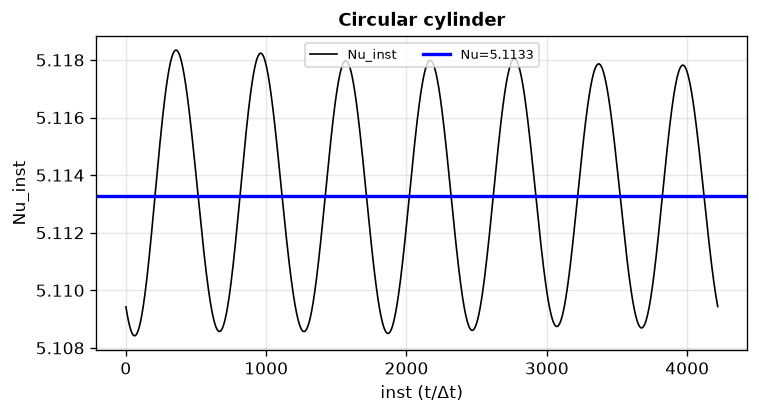 Circular cylinder
Nu_inst
Nu=5.1133
5.118
5.116
5.114
5.112
5.110
5.108
Nu_inst
0
1000
2000
3000
4000
inst (t/Δt)